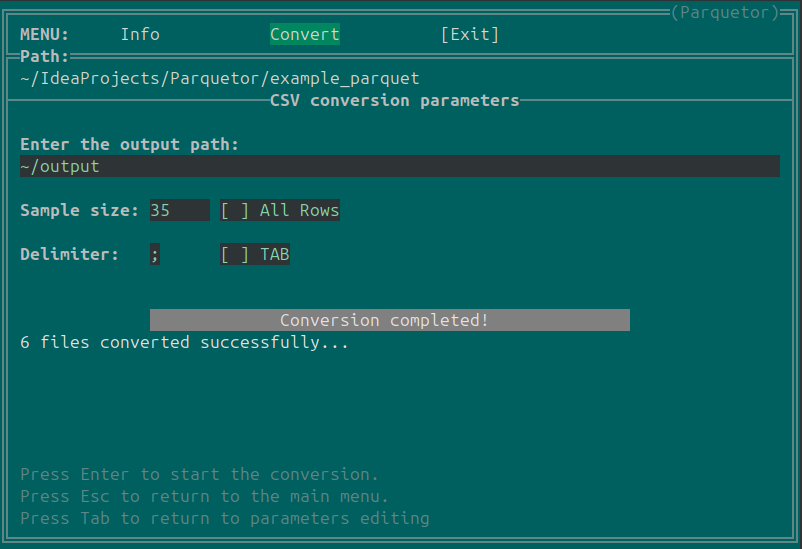 (Parquetor)
MENU: Info Convert [Exit]
Path:
~/IdeaProjects/Parquetor/example_parquet
CSV conversion parameters
Enter the output path:
~/output
Sample size: 35 [ ] All Rows
Delimiter: ; [ ] TAB
Conversion completed!
6 files converted successfully...
Press Enter to start the conversion.
Press Esc to return to the main menu.
Press Tab to return to parameters editing